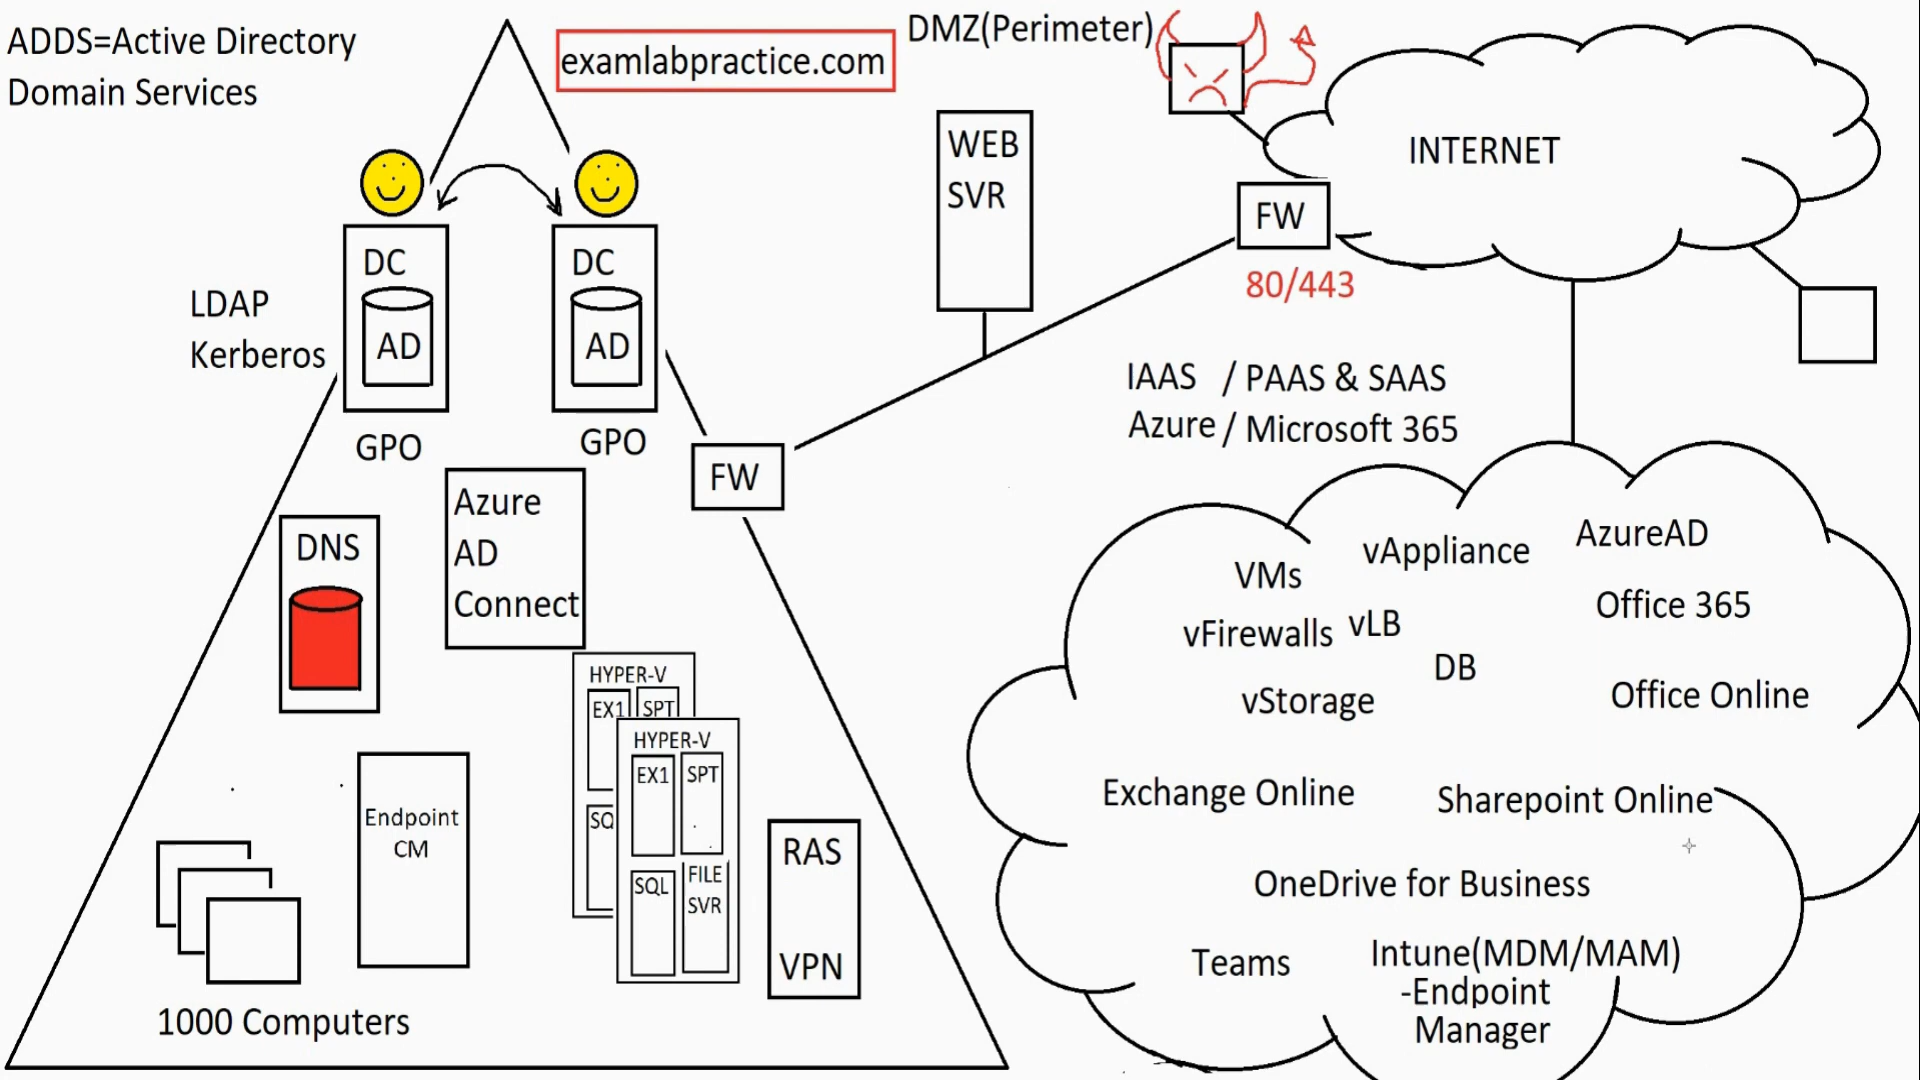 ADDS=Active Directory
Domain Services
examlabpractice.com
DMZ(Perimeter)
INTERNET
WEB
SVR
FW
80/443
DC
AD
DC
AD
LDAP
Kerberos
GPO
GPO
FW
IAAS / PAAS & SAAS
Azure / Microsoft 365
Azure
AD
Connect
DNS
HYPER-V
EX1
SPT
SQ
HYPER-V
EX1
SPT
SQL
FILE
SVR
Endpoint
CM
RAS
VPN
1000 Computers
VMs
vAppliance
AzureAD
vFirewalls
vLB
Office 365
DB
vStorage
Office Online
Exchange Online
Sharepoint Online
OneDrive for Business
Teams
Intune(MDM/MAM)
-Endpoint
Manager